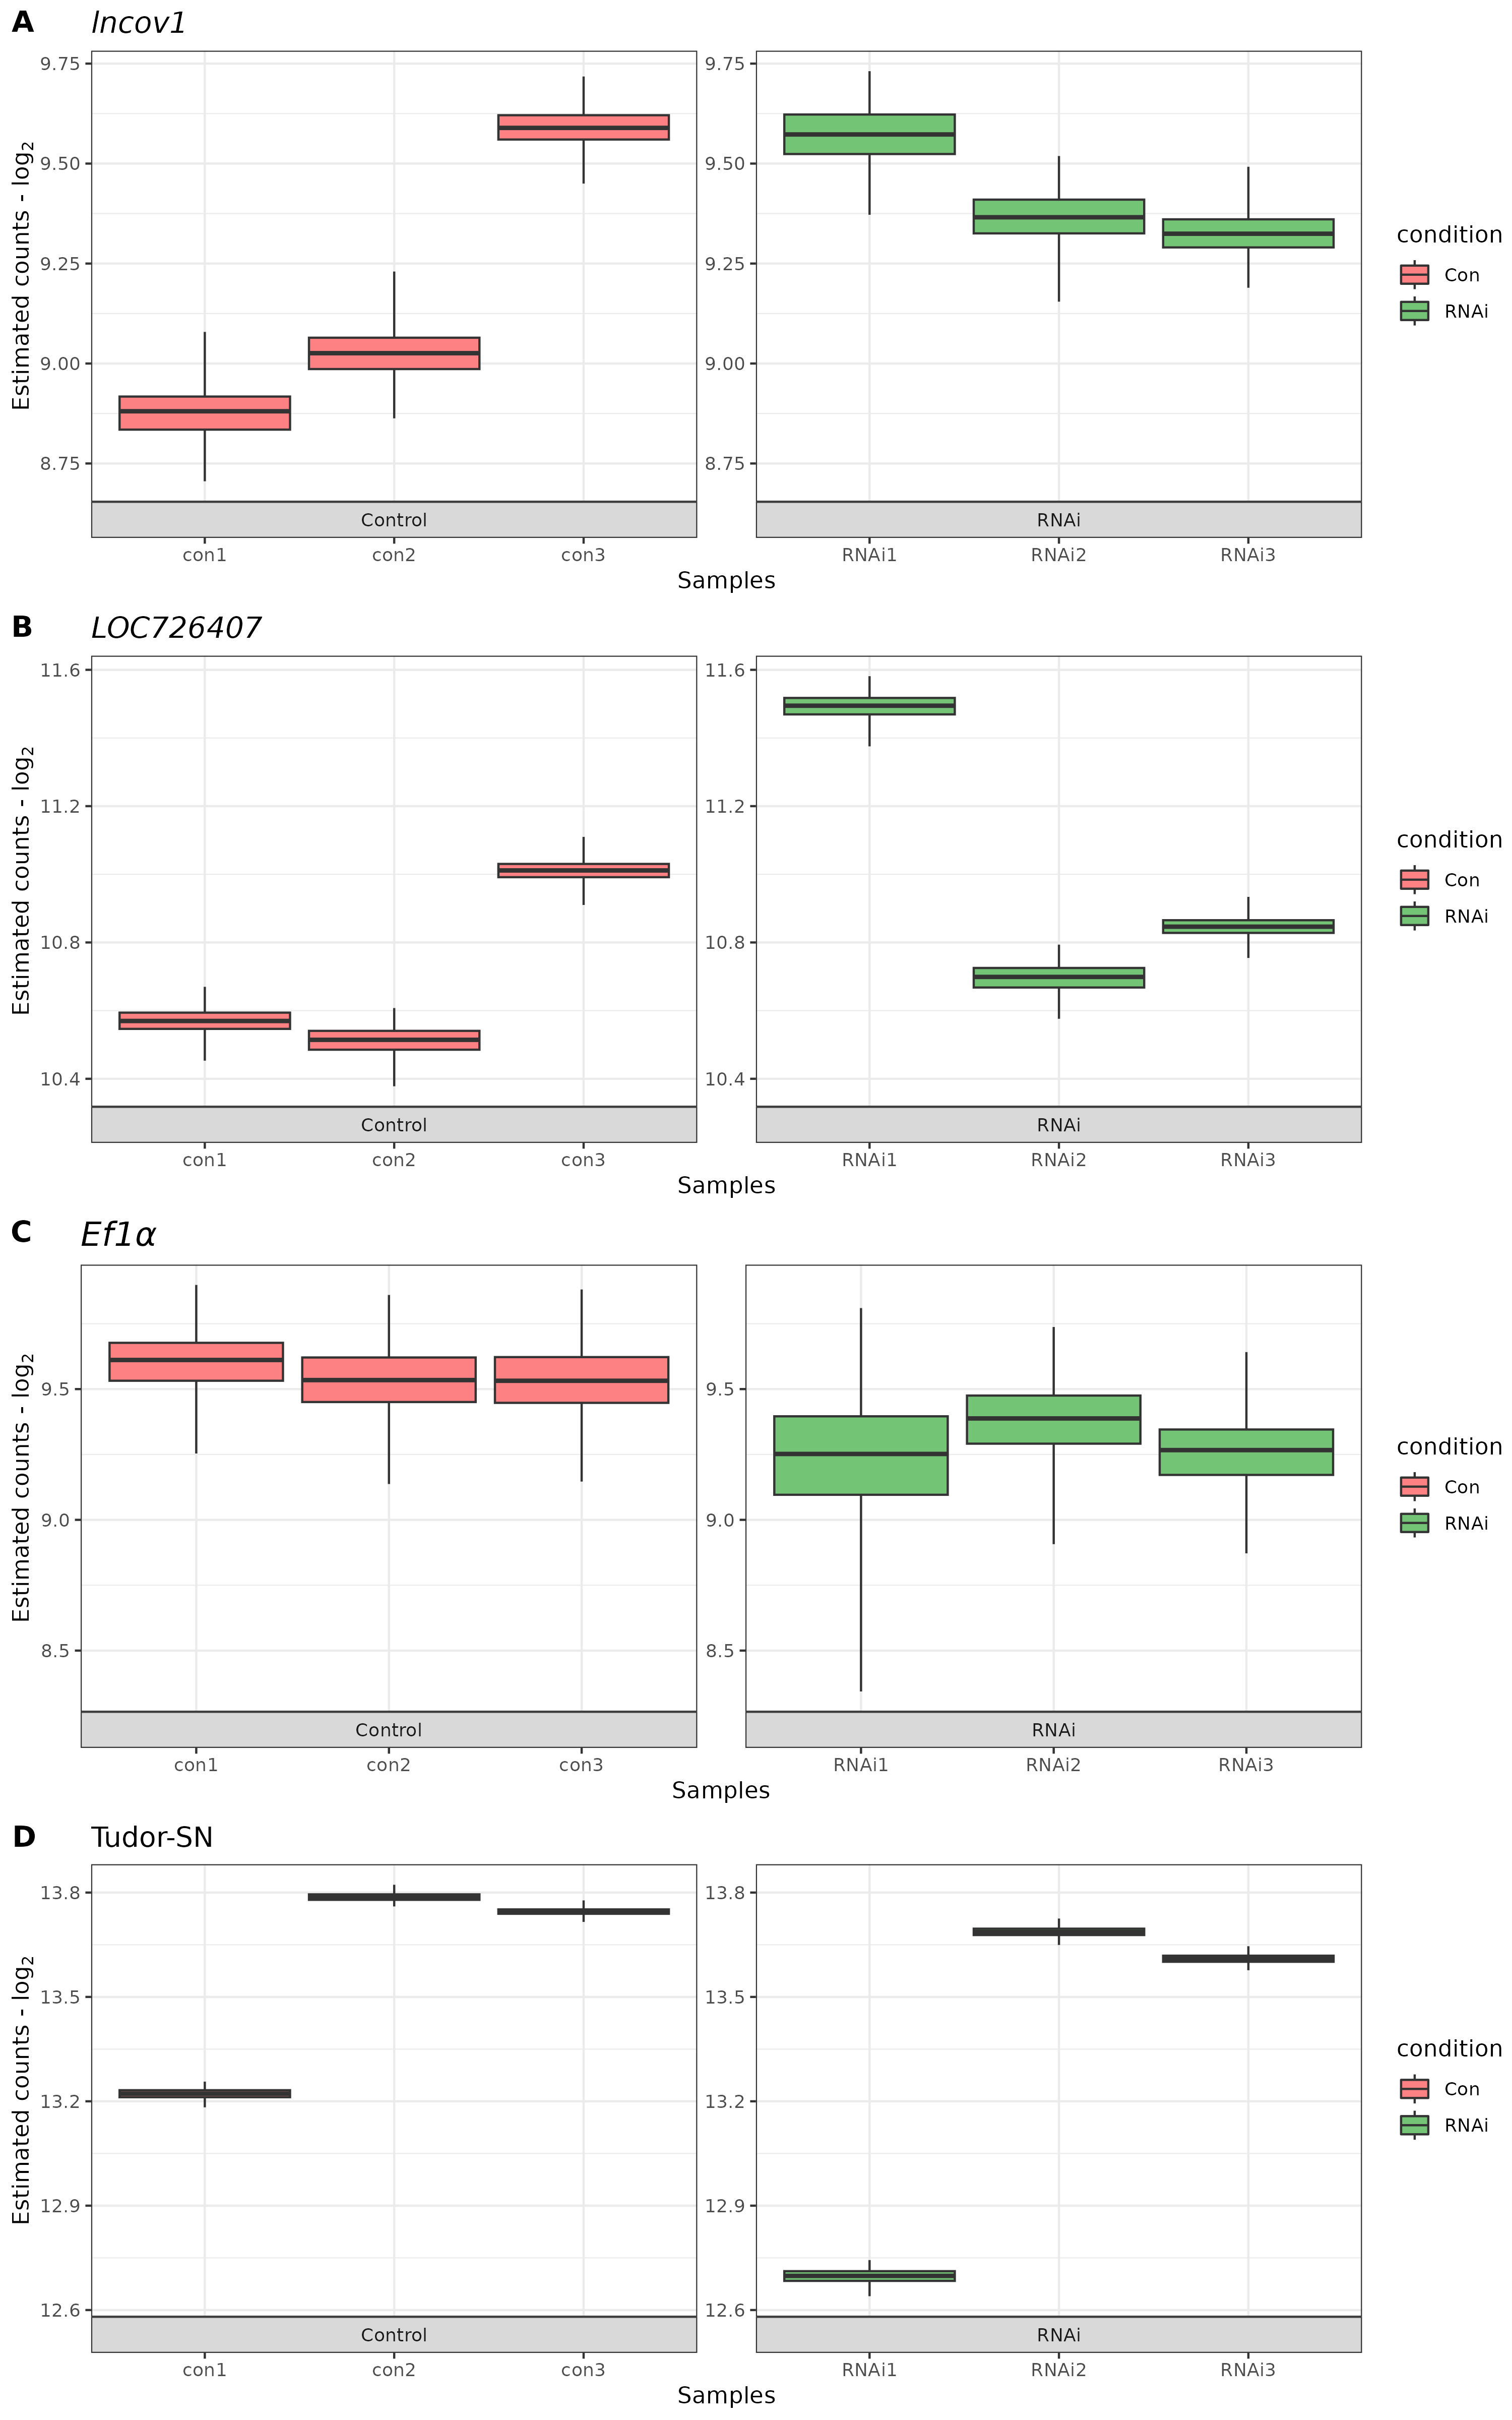 A lncov1
Estimated counts - log2
9.75
9.50
9.25
9.00
8.75
9.75
9.50
9.25
9.00
8.75
Control
RNAi
con1 con2 con3 RNAi1 RNAi2 RNAi3
Samples
condition
Con
RNAi
B LOC726407
Estimated counts - log2
11.6
11.2
10.8
10.4
11.6
11.2
10.8
10.4
Control
RNAi
con1 con2 con3 RNAi1 RNAi2 RNAi3
Samples
condition
Con
RNAi
C Ef1α
Estimated counts - log2
9.5
9.0
8.5
9.5
9.0
8.5
Control
RNAi
con1 con2 con3 RNAi1 RNAi2 RNAi3
Samples
condition
Con
RNAi
D Tudor-SN
Estimated counts - log2
13.8
13.5
13.2
12.9
12.6
13.8
13.5
13.2
12.9
12.6
Control
RNAi
con1 con2 con3 RNAi1 RNAi2 RNAi3
Samples
condition
Con
RNAi